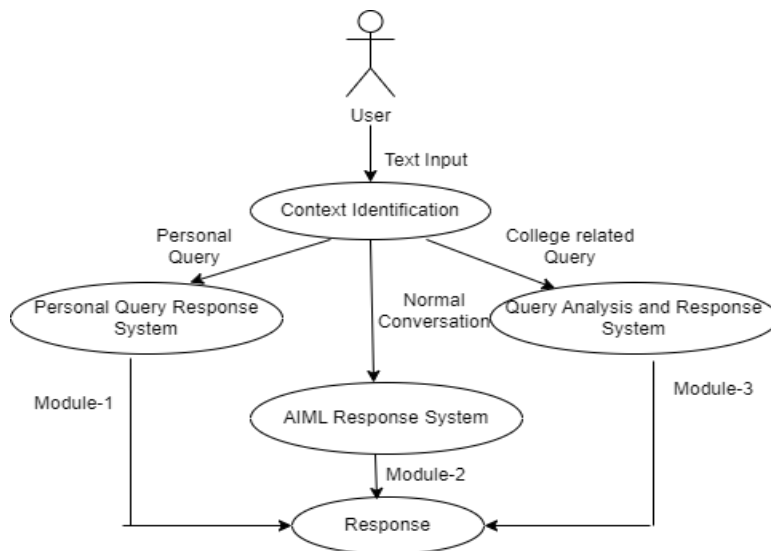 User
Text Input
Context Identification
Personal
Query
College related
Query
Personal Query Response
System
Normal
Conversation
Query Analysis and Response
System
Module-1
AIML Response System
Module-3
Module-2
Response